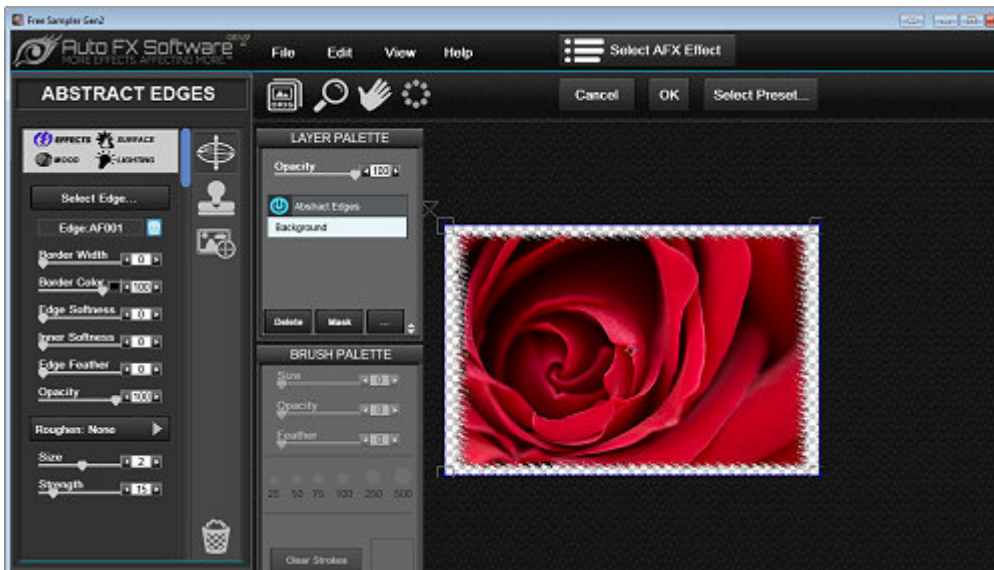 Free Sampler Gen2
Auto FX Software GEN2
MORE EFFECTS. AFFECTING MORE.™
File Edit View Help
Select AFX Effect
ABSTRACT EDGES
ORIG
Cancel OK Select Preset...
EFFECTS SURFACE
MOOD LIGHTING
Select Edge...
Edge:AF001
Border Width 0
Border Color 100
Edge Softness 0
Inner Softness 0
Edge Feather 0
Opacity 100
Roughen: None
Size 2
Strength 15
LAYER PALETTE
Opacity 100
Abstract Edges
Background
Delete Mask ...
BRUSH PALETTE
Size 0
Opacity 0
Feather 0
25 50 75 100 250 500
Clear Strokes